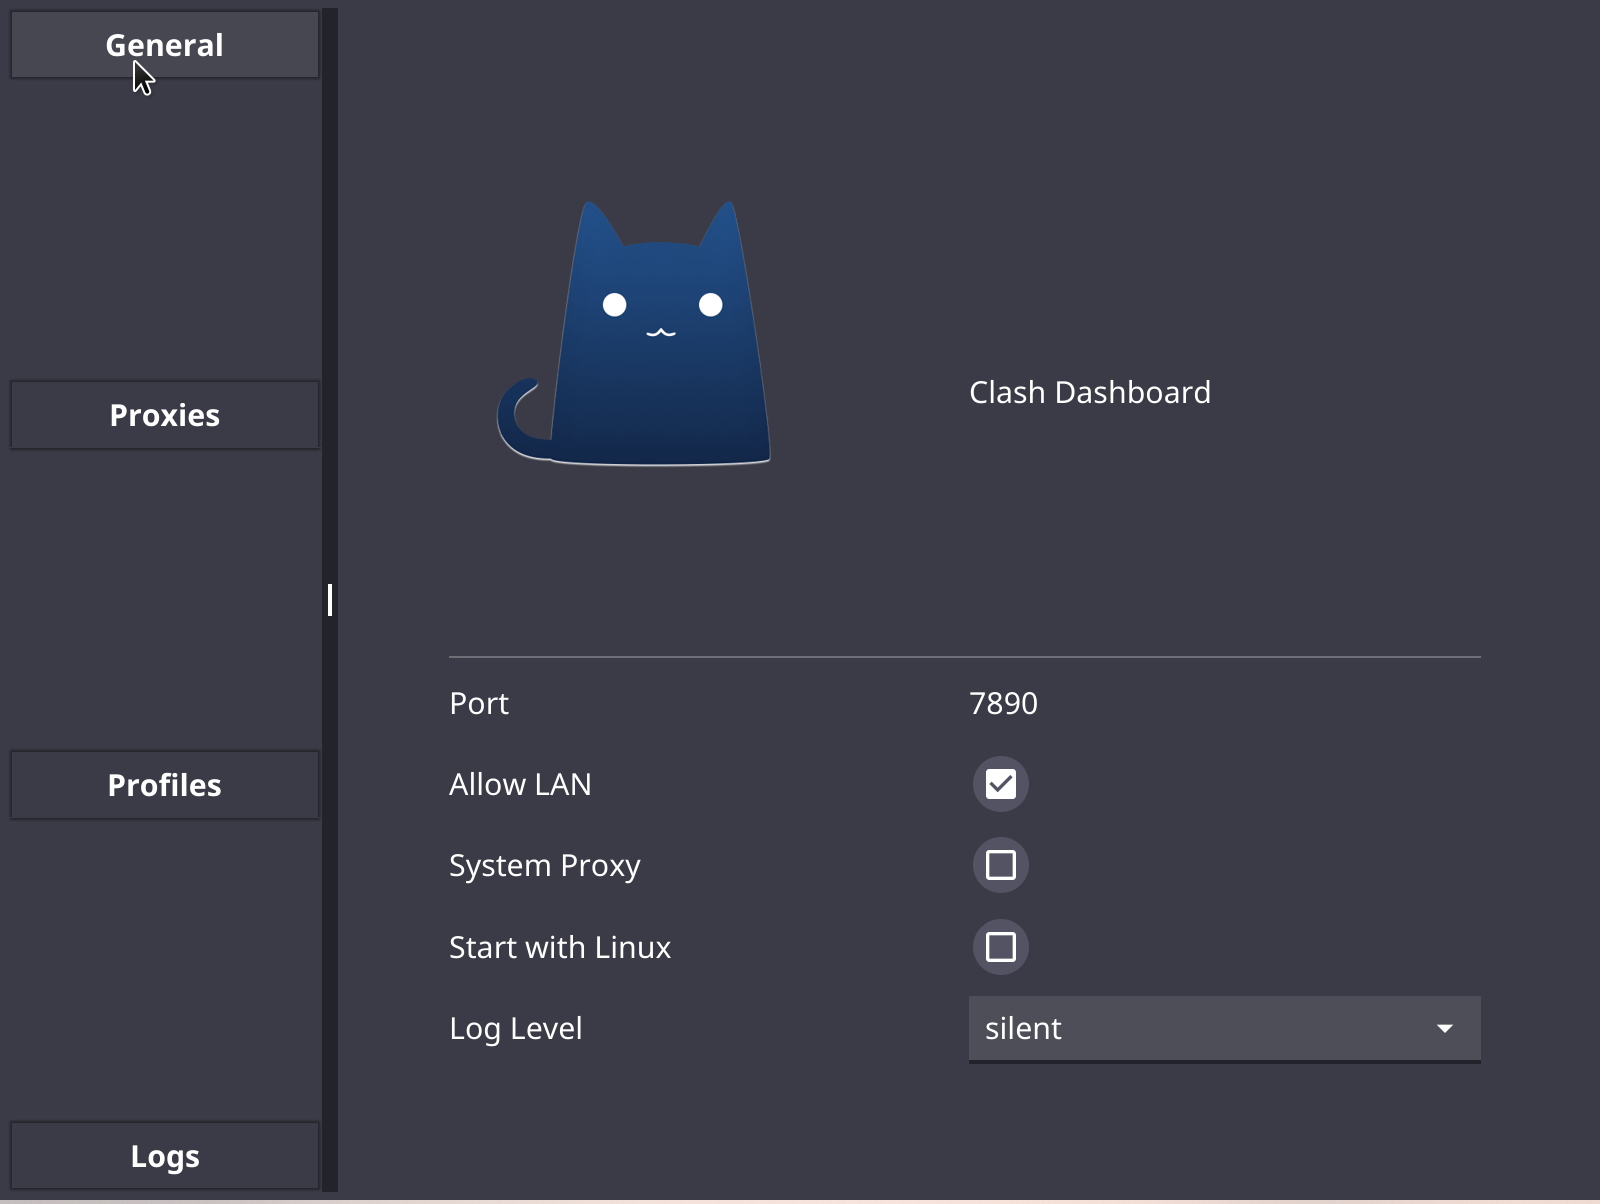 General
Proxies
Profiles
Logs
Clash Dashboard
Port 7890
Allow LAN
System Proxy
Start with Linux
Log Level silent